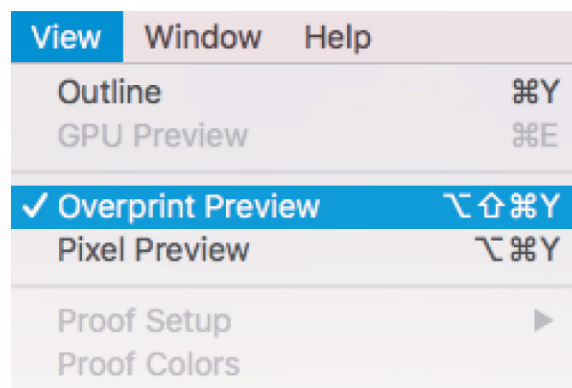 View Window Help
Outline ⌘Y
GPU Preview ⌘E
✓ Overprint Preview ⌥⇧⌘Y
Pixel Preview ⌥⌘Y
Proof Setup ▶
Proof Colors